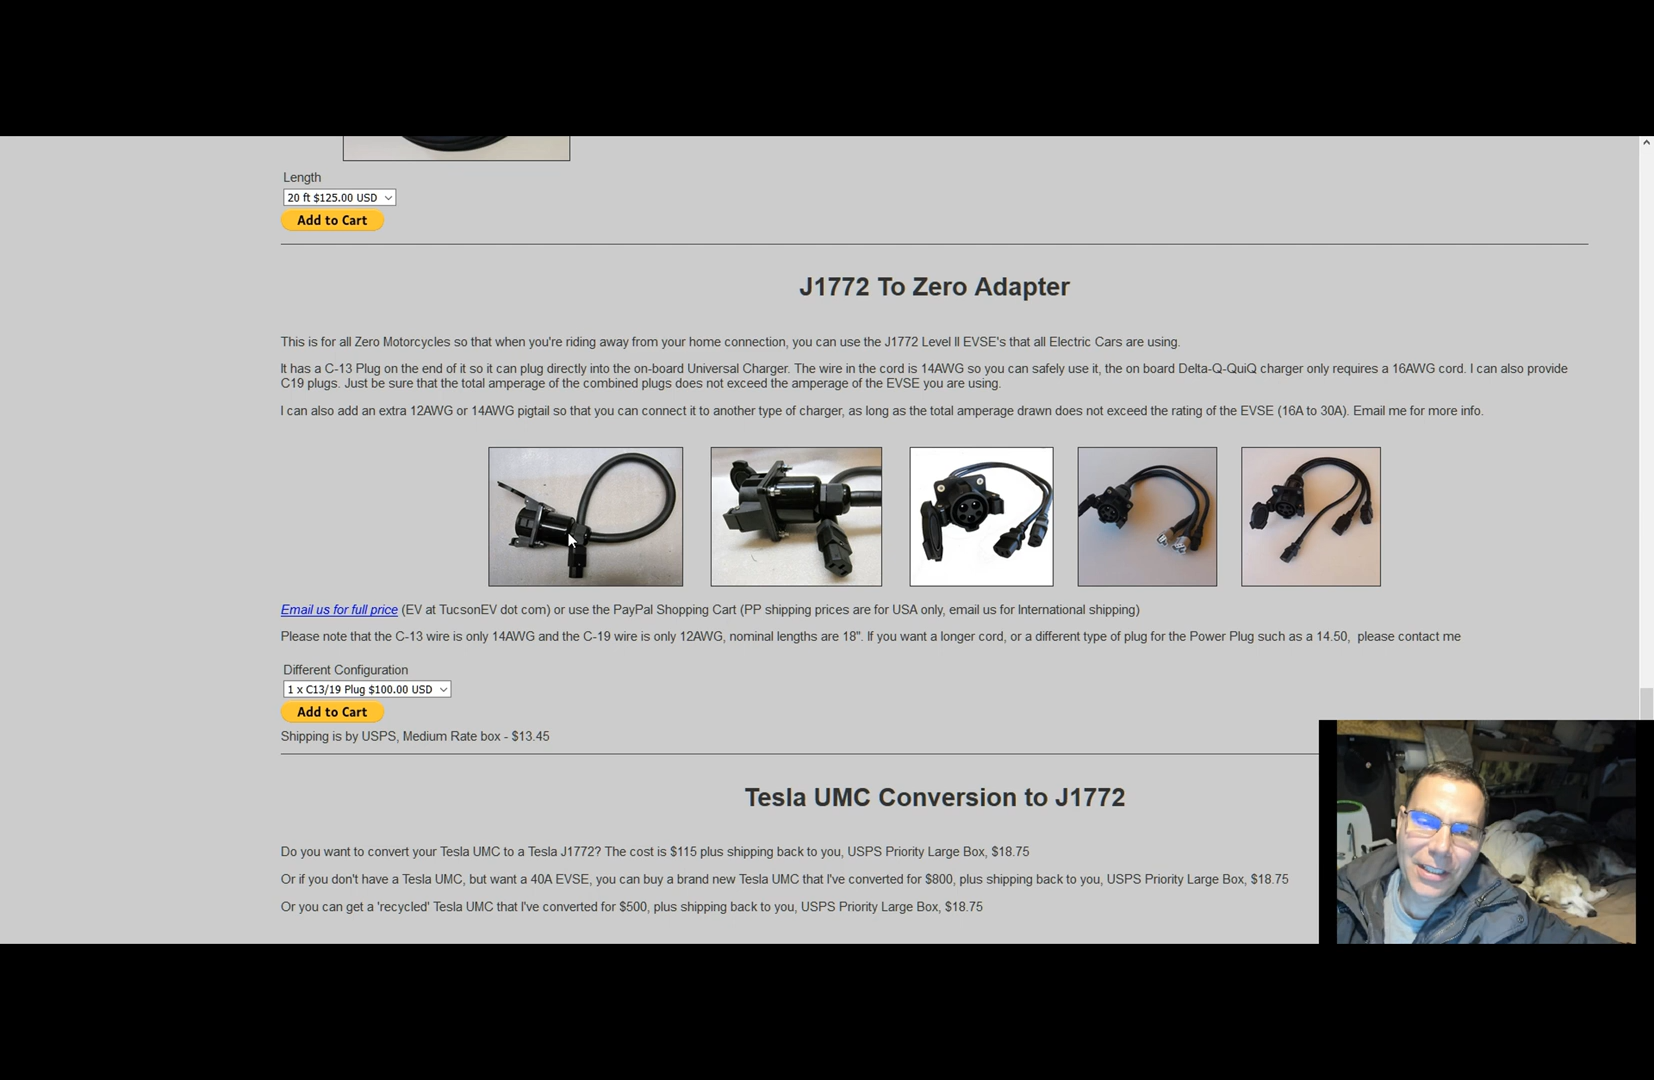 Length
20 ft $125.00 USD
Add to Cart
J1772 To Zero Adapter
This is for all Zero Motorcycles so that when you're riding away from your home connection, you can use the J1772 Level II EVSE's that all Electric Cars are using.
It has a C-13 Plug on the end of it so it can plug directly into the on-board Universal Charger. The wire in the cord is 14AWG so you can safely use it, the on board Delta-Q-QuiQ charger only requires a 16AWG cord. I can also provide
C19 plugs. Just be sure that the total amperage of the combined plugs does not exceed the amperage of the EVSE you are using.
I can also add an extra 12AWG or 14AWG pigtail so that you can connect it to another type of charger, as long as the total amperage drawn does not exceed the rating of the EVSE (16A to 30A). Email me for more info.
Email us for full price (EV at TucsonEV dot com) or use the PayPal Shopping Cart (PP shipping prices are for USA only, email us for International shipping)
Please note that the C-13 wire is only 14AWG and the C-19 wire is only 12AWG, nominal lengths are 18". If you want a longer cord, or a different type of plug for the Power Plug such as a 14.50, please contact me
Different Configuration
1 x C13/19 Plug $100.00 USD
Add to Cart
Shipping is by USPS, Medium Rate box - $13.45
Tesla UMC Conversion to J1772
Do you want to convert your Tesla UMC to a Tesla J1772? The cost is $115 plus shipping back to you, USPS Priority Large Box, $18.75
Or if you don't have a Tesla UMC, but want a 40A EVSE, you can buy a brand new Tesla UMC that I've converted for $800, plus shipping back to you, USPS Priority Large Box, $18.75
Or you can get a 'recycled' Tesla UMC that I've converted for $500, plus shipping back to you, USPS Priority Large Box, $18.75